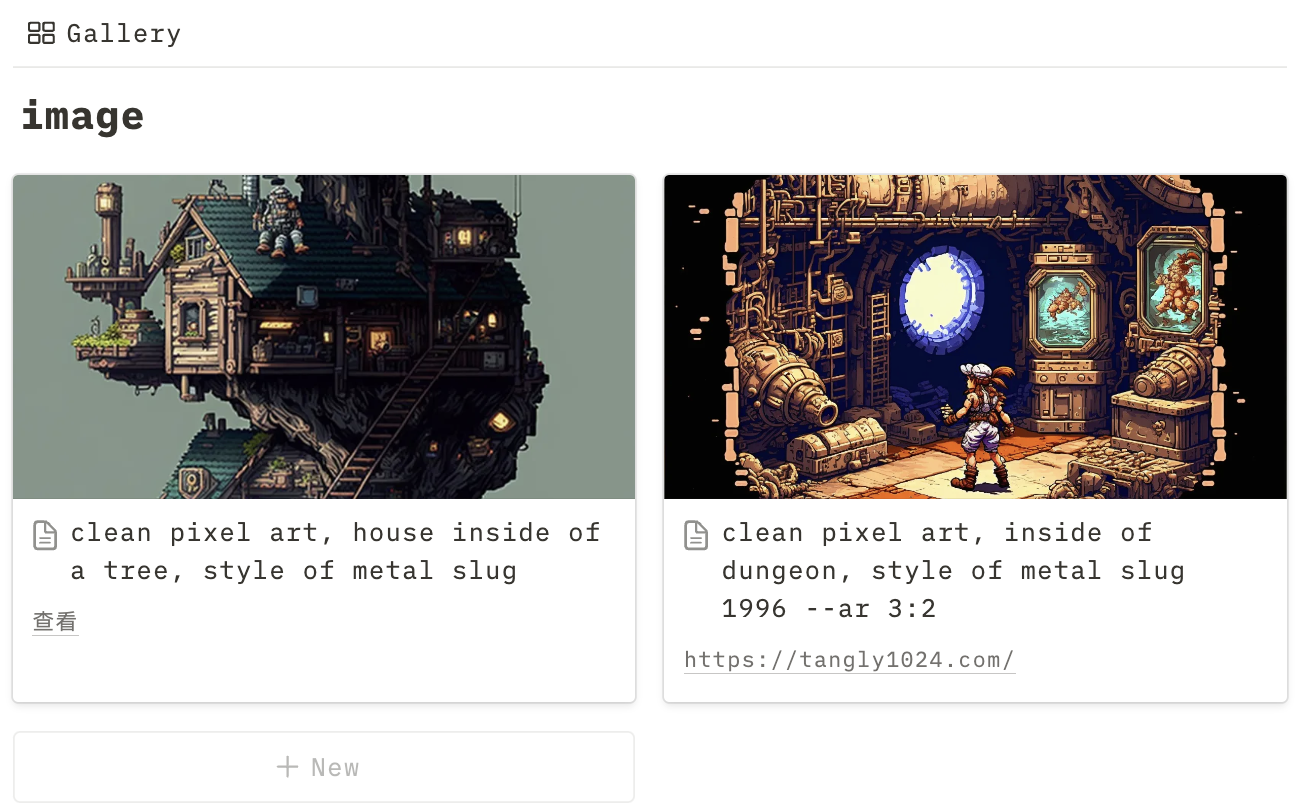 Gallery
image
clean pixel art, house inside of
a tree, style of metal slug
查看
clean pixel art, inside of
dungeon, style of metal slug
1996 --ar 3:2
https://tangly1024.com/
New